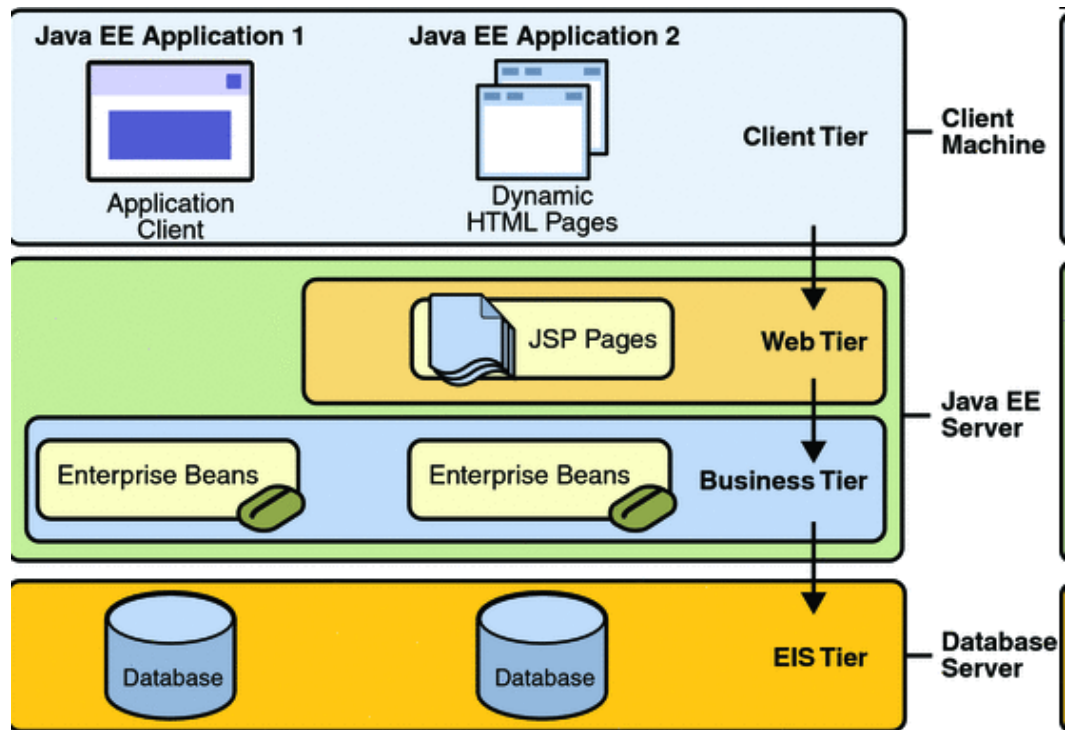 Java EE Application 1
Java EE Application 2
Application
Client
Dynamic
HTML Pages
Client Tier
Client
Machine
JSP Pages
Web Tier
Java EE
Server
Enterprise Beans
Enterprise Beans
Business Tier
Database
Database
EIS Tier
Database
Server